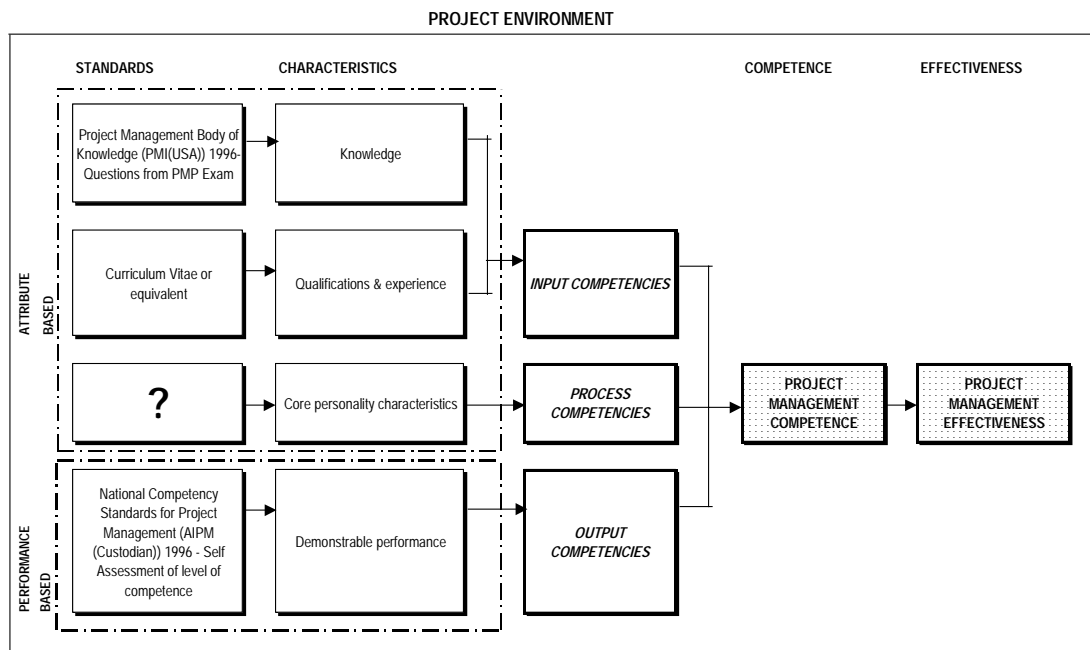 PROJECT ENVIRONMENT
STANDARDS
CHARACTERISTICS
COMPETENCE
EFFECTIVENESS
ATTRIBUTE
BASED
Project Management Body of
Knowledge (PMI(USA)) 1996-
Questions from PMP Exam
Knowledge
Curriculum Vitae or
equivalent
Qualifications & experience
INPUT COMPETENCIES
?
Core personality characteristics
PROCESS
COMPETENCIES
PROJECT
MANAGEMENT
COMPETENCE
PROJECT
MANAGEMENT
EFFECTIVENESS
PERFORMANCE
BASED
National Competency
Standards for Project
Management (AIPM
(Custodian)) 1996 - Self
Assessment of level of
competence
Demonstrable performance
OUTPUT
COMPETENCIES